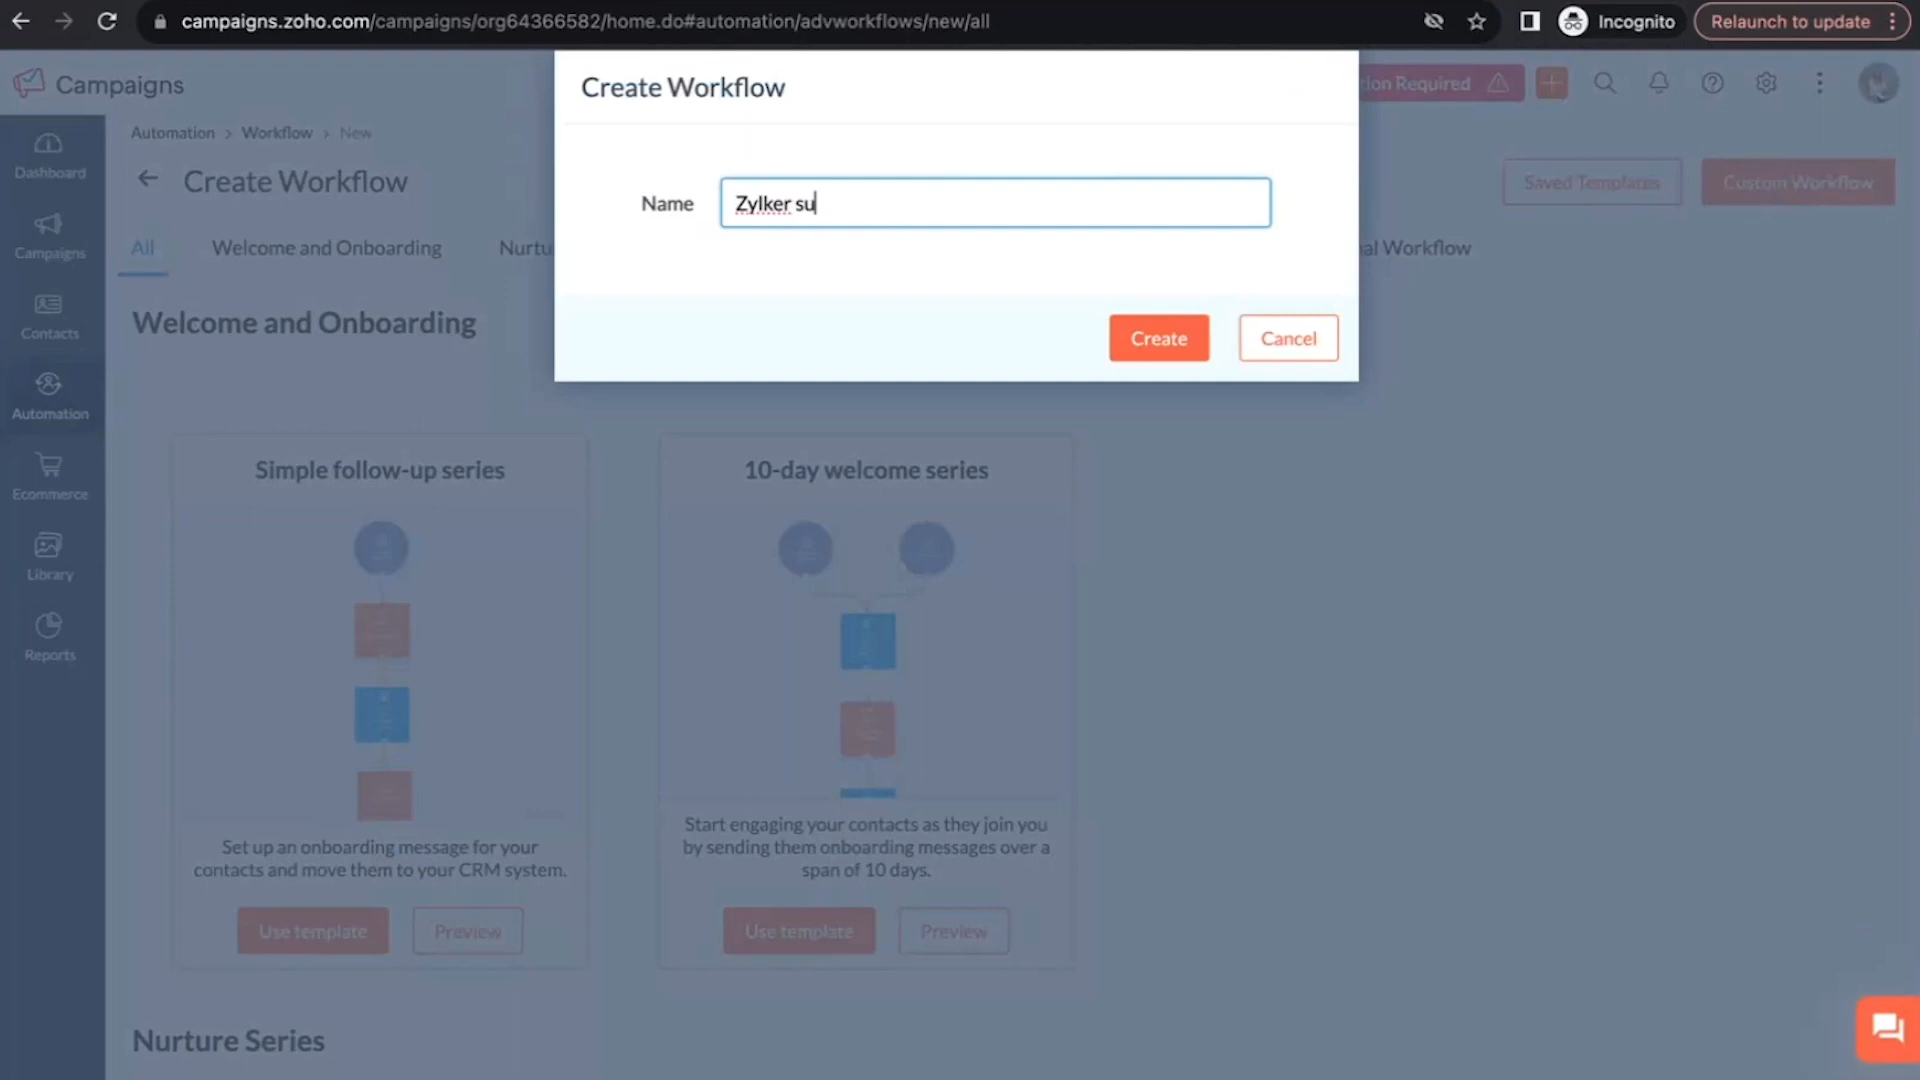 campaigns.zoho.com/campaigns/org64366582/home.do#automation/advworkflows/new/all
Incognito
Relaunch to update
Campaigns
Create Workflow
tion Required
Automation > Workflow > New
Create Workflow
Name
Zylker su
Saved Templates
Custom Workflow
All
Welcome and Onboarding
Nurtu
al Workflow
Create
Cancel
Dashboard
Campaigns
Contacts
Automation
Ecommerce
Library
Reports
Welcome and Onboarding
Simple follow-up series
10-day welcome series
Set up an onboarding message for your
contacts and move them to your CRM system.
Use template
Preview
Start engaging your contacts as they join you
by sending them onboarding messages over a
span of 10 days.
Use template
Preview
Nurture Series